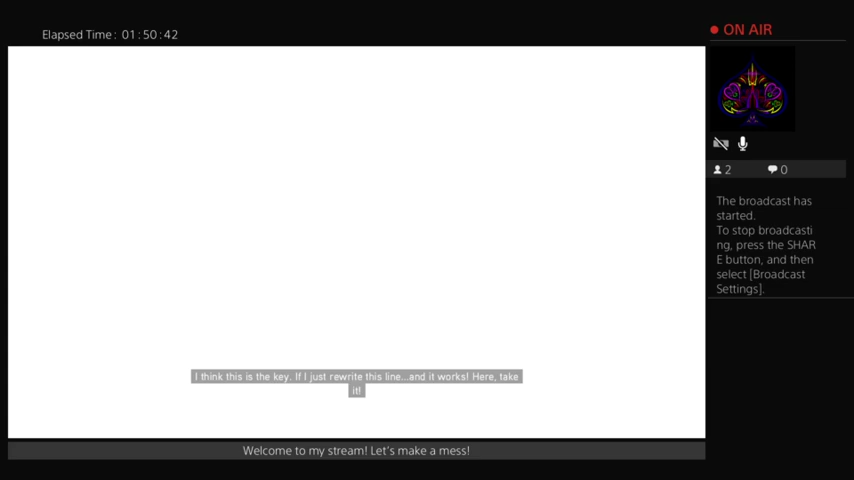 Elapsed Time: 01:50:42
ON AIR
2
0
The broadcast has
started.
To stop broadcasti
ng, press the SHAR
E button, and then
select [Broadcast
Settings].
I think this is the key. If I just rewrite this line...and it works! Here, take
it!
Welcome to my stream! Let's make a mess!